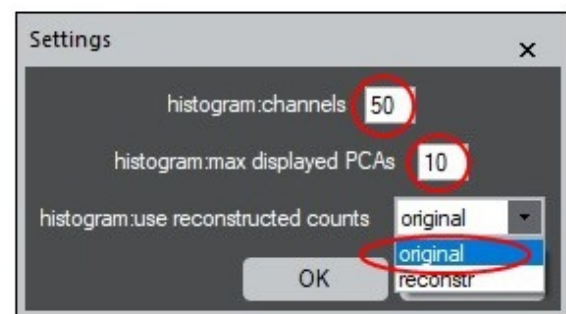 Settings
histogram:channels 50
histogram:max displayed PCAs 10
histogram:use reconstructed counts original
original
OK reconstr